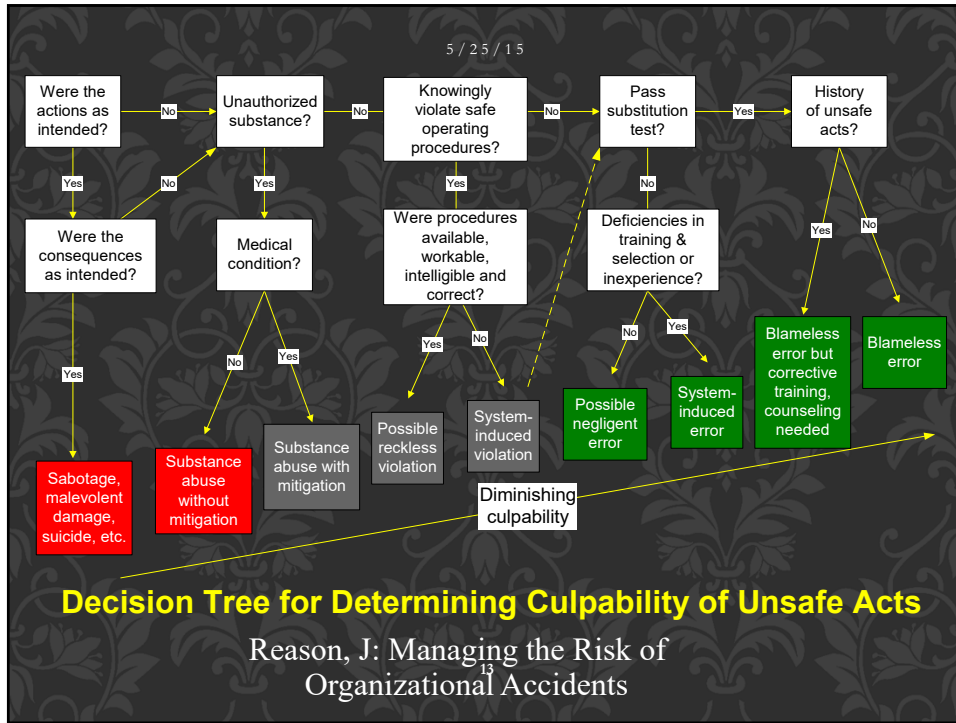 5/25/15
Were the
actions as
intended?
No
Unauthorized
substance?
No
Knowingly
violate safe
operating
procedures?
No
Pass
substitution
test?
Yes
History
of unsafe
acts?
Yes
No
Yes
Yes
No
Were the
consequences
as intended?
Medical
condition?
Were procedures
available,
workable,
intelligible and
correct?
Deficiencies in
training &
selection or
inexperience?
Yes
No
Yes
No
Yes
Yes
No
No
Yes
Sabotage,
malevolent
damage,
suicide, etc.
Substance
abuse
without
mitigation
Substance
abuse with
mitigation
Possible
reckless
violation
System-
induced
violation
Possible
negligent
error
System-
induced
error
Blameless
error but
corrective
training,
counseling
needed
Blameless
error
Diminishing
culpability
Decision Tree for Determining Culpability of Unsafe Acts
Reason, J: Managing the Risk of
13
Organizational Accidents